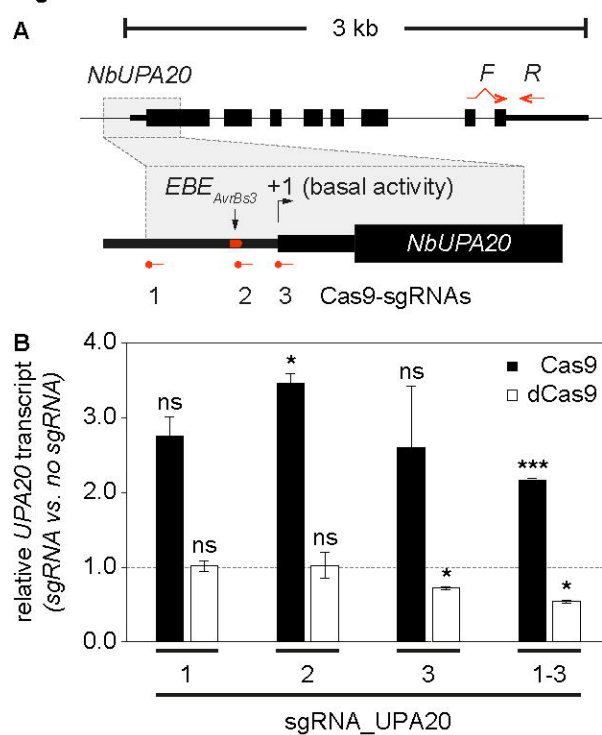 A
3 kb
NbUPA20
F R
EBE AvrBs3 +1 (basal activity)
NbUPA20
1 2 3 Cas9-sgRNAs
B
relative UPA20 transcript
(sgRNA vs. no sgRNA)
4.0
3.0
2.0
1.0
0.0
Cas9
dCas9
ns
ns
*
ns
ns
*
***
*
1 2 3 1-3
sgRNA_UPA20